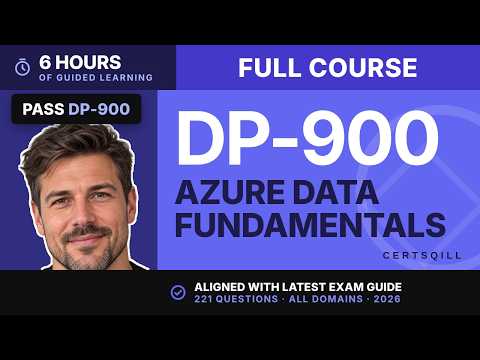 6 HOURS
OF GUIDED LEARNING
FULL COURSE
PASS DP-900
DP-900
AZURE DATA
FUNDAMENTALS
CERTSQILL
ALIGNED WITH LATEST EXAM GUIDE
221 QUESTIONS · ALL DOMAINS · 2026